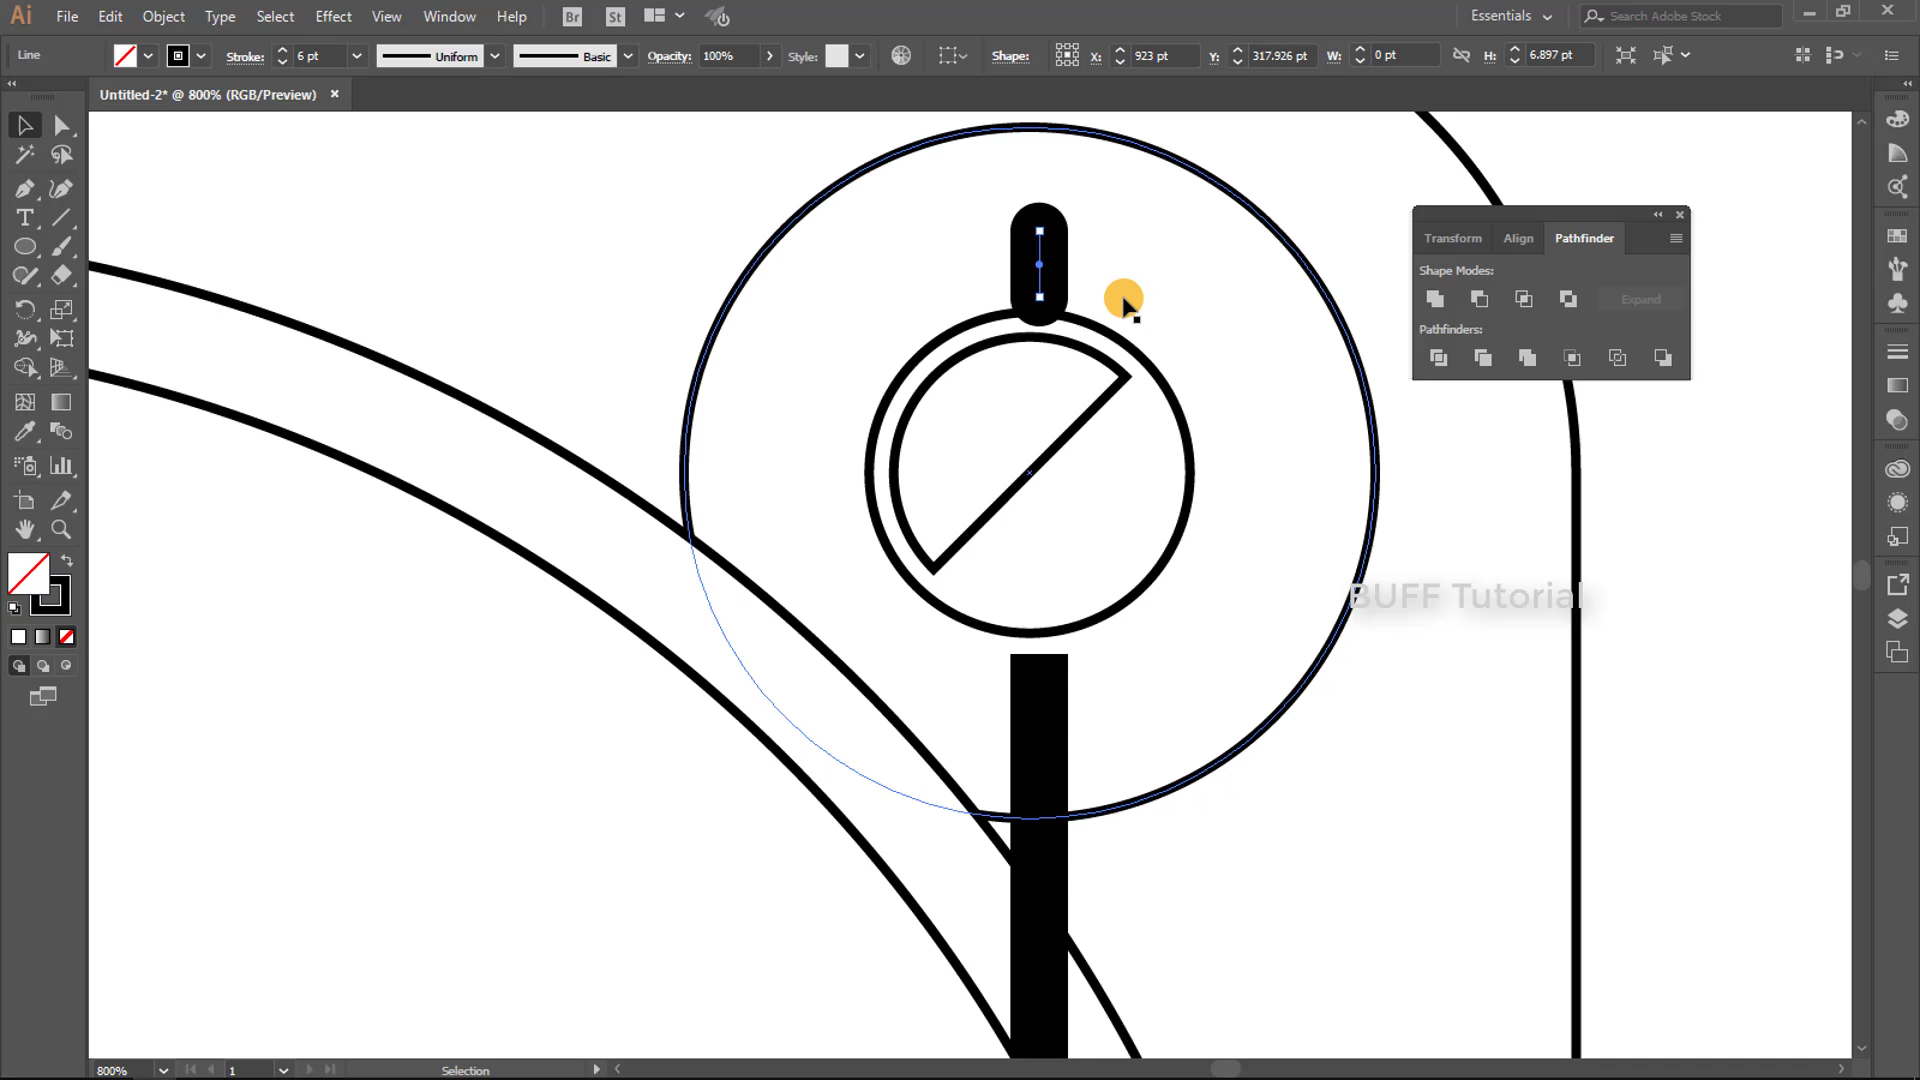 Ai File Edit Object Type Select Effect View Window Help Br St Essentials Search Adobe Stock
Line Stroke: 6 pt Uniform Basic Opacity: 100% Style: Shape: X: 923 pt Y: 317.926 pt W: 0 pt H: 6.897 pt
Untitled-2* @ 800% (RGB/Preview)
Transform Align Pathfinder
Shape Modes:
Expand
Pathfinders:
BUFF Tutorial
800% 1 Selection